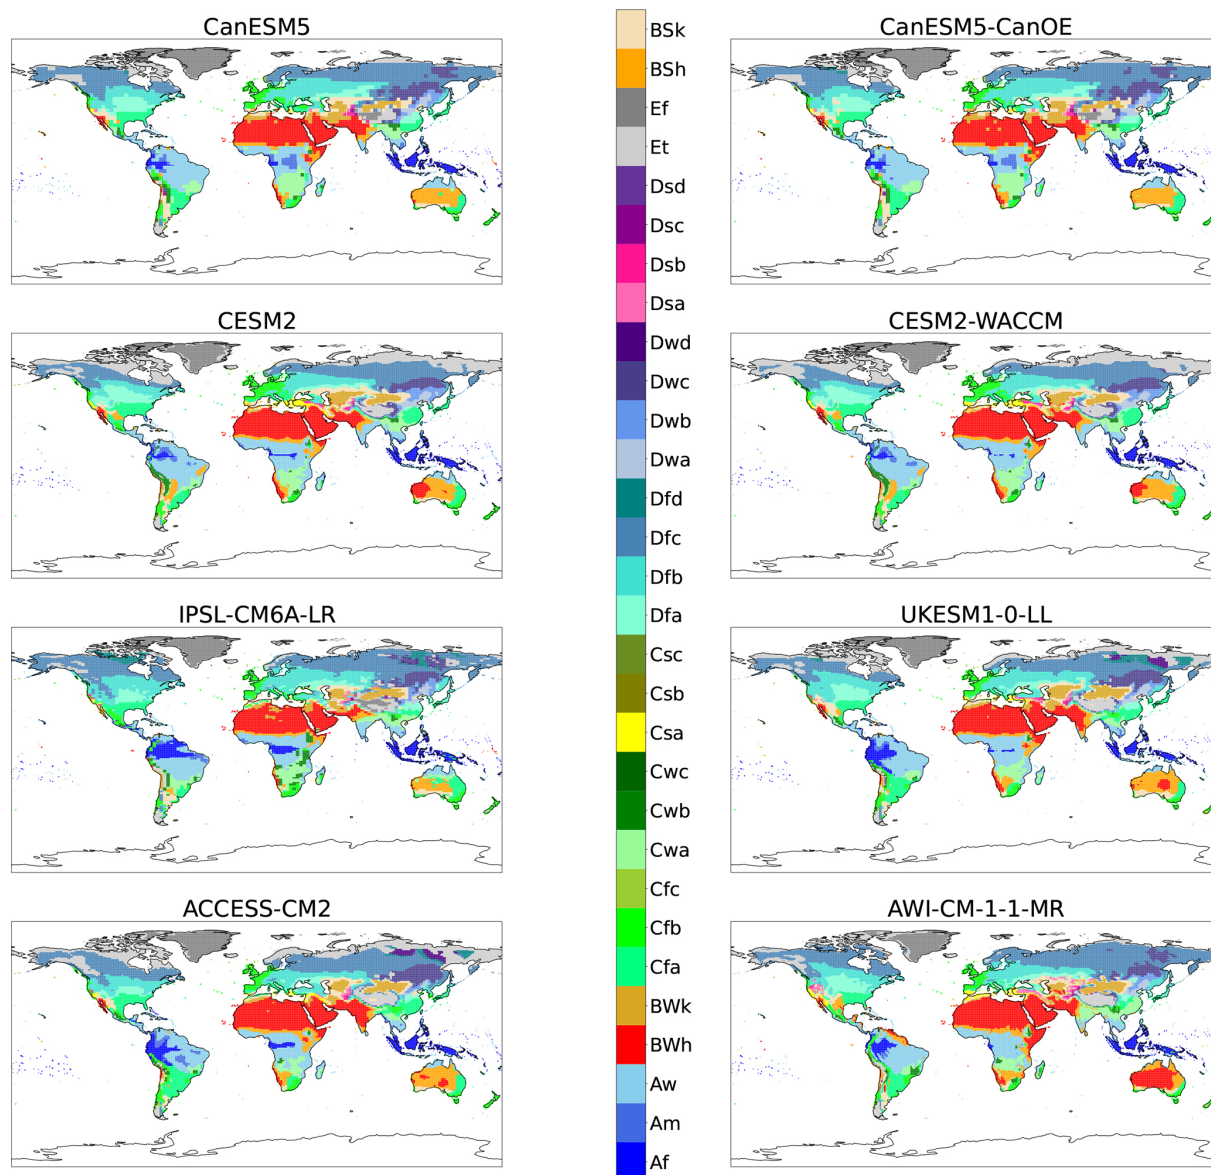 CanESM5
CanESM5-CanOE
CESM2
CESM2-WACCM
IPSL-CM6A-LR
UKESM1-0-LL
ACCESS-CM2
AWI-CM-1-1-MR
BSk
BSh
Ef
Et
Dsd
Dsc
Dsb
Dsa
Dwd
Dwc
Dwb
Dwa
Dfd
Dfc
Dfb
Dfa
Csc
Csb
Csa
Cwc
Cwb
Cwa
Cfc
Cfb
Cfa
BWk
BWh
Aw
Am
Af